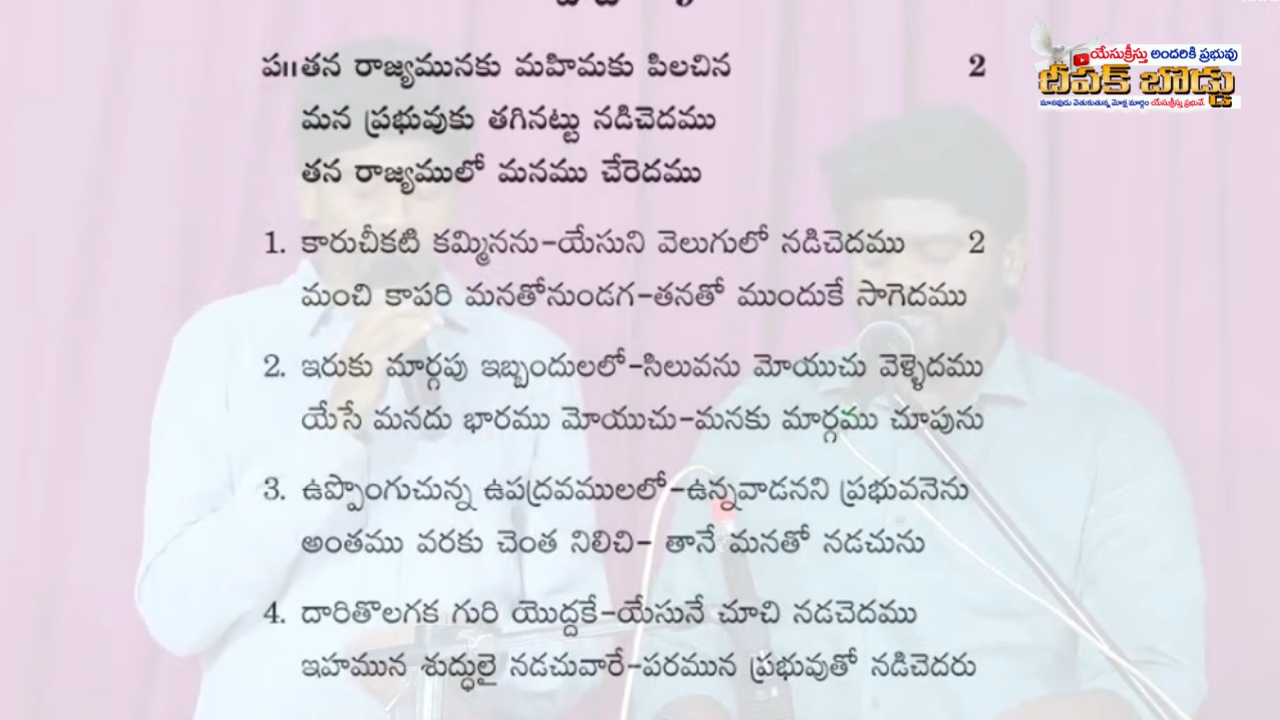 ప॥తన రాజ్యమునకు మహిమకు పిలచిన 2
మన ప్రభువుకు తగినట్టు నడిచెదము
తన రాజ్యములో మనము చేరెదము
1. కారుచీకటి కమ్మినను-యేసుని వెలుగులో నడిచెదము 2
మంచి కాపరి మనతోనుండగ-తనతో ముందుకే సాగెదము
2. ఇరుకు మార్గపు ఇబ్బందులలో-సిలువను మోయుచు వెళ్ళెదము
యేసే మనదు భారము మోయుచు-మనకు మార్గము చూపును
3. ఉప్పొంగుచున్న ఉపద్రవములలో-ఉన్నవాడనని ప్రభువనెను
అంతము వరకు చెంత నిలిచి- తానే మనతో నడచును
4. దారితొలగక గురి యొద్దకే-యేసునే చూచి నడచెదము
ఇహమున శుద్ధులై నడచువారే-పరమున ప్రభువుతో నడిచెదరు
యేసుక్రీస్తు అందరికి ప్రభువు
దీపక్ బొడ్డు
మానవుడు వెతుకుతున్న మోక్ష మార్గం యేసుక్రీస్తు ప్రభువే.